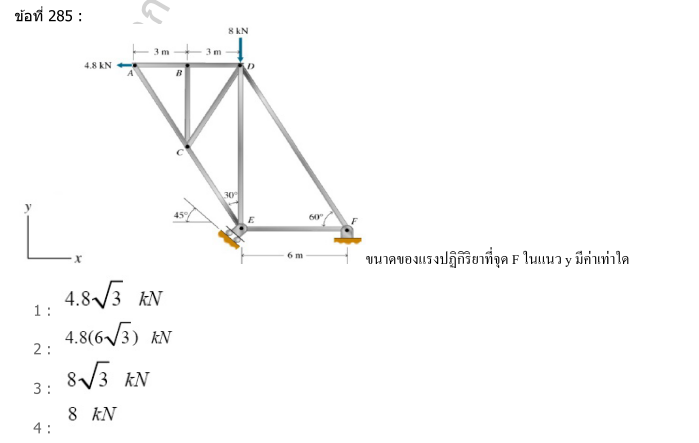 ข้อที่ 285 :
8 kN
3 m 3 m
4.8 kN
A B D
C
30°
45° E 60° F
y
x
6 m
ขนาดของแรงปฏิกิริยาที่จุด F ในแนว y มีค่าเท่าใด
1 : 4.8√3 kN
2 : 4.8(6√3) kN
3 : 8√3 kN
4 : 8 kN